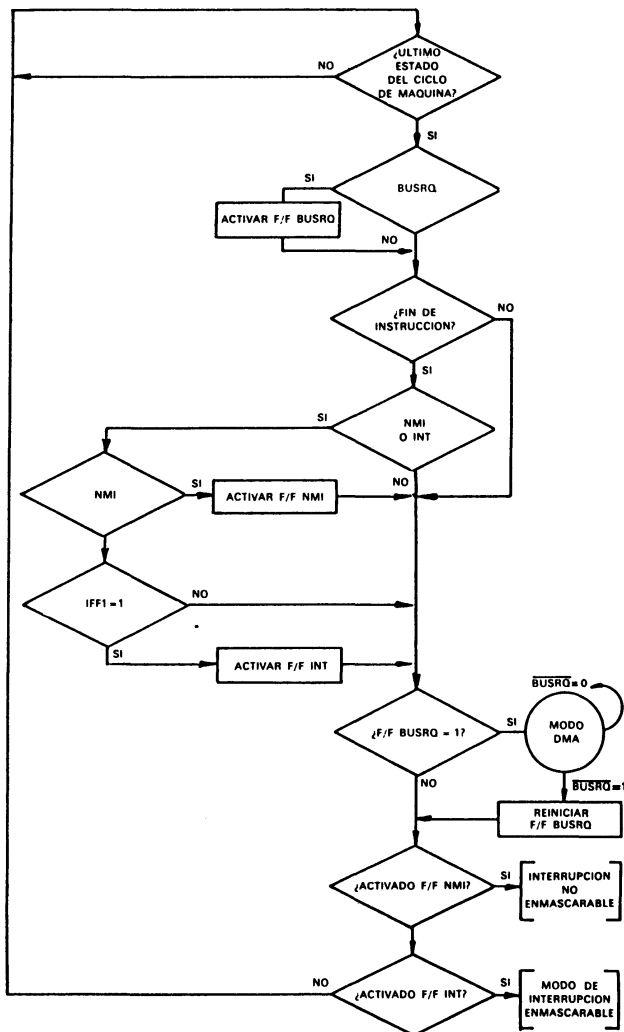 ¿ULTIMO
ESTADO
DEL CICLO
DE MAQUINA?
NO
SI
SI
BUSRQ
ACTIVAR F/F BUSRQ
NO
¿FIN DE
INSTRUCCION?
NO
SI
SI
NMI
O INT
NMI
SI
ACTIVAR F/F NMI
NO
IFF1 = 1
NO
SI
ACTIVAR F/F INT
BUSRQ = 0
¿F/F BUSRQ = 1?
SI
MODO
DMA
NO
BUSRQ = 1
REINICIAR
F/F BUSRQ
¿ACTIVADO F/F NMI?
SI
INTERRUPCION
NO
ENMASCARABLE
NO
¿ACTIVADO F/F INT?
SI
MODO DE
INTERRUPCION
ENMASCARABLE